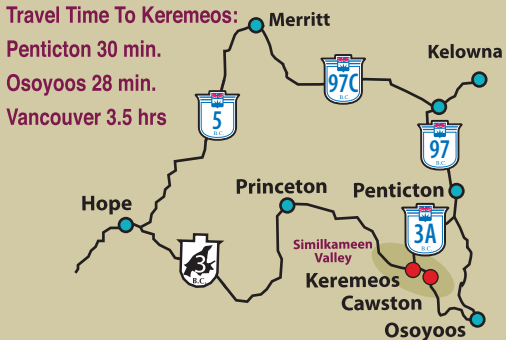 Travel Time To Keremeos:
Penticton 30 min.
Osoyoos 28 min.
Vancouver 3.5 hrs
Merritt
Kelowna
97C
B.C.
5
B.C.
97
B.C.
Princeton
Penticton
Hope
3A
B.C.
Similkameen
Valley
3
B.C.
Keremeos
Cawston
Osoyoos